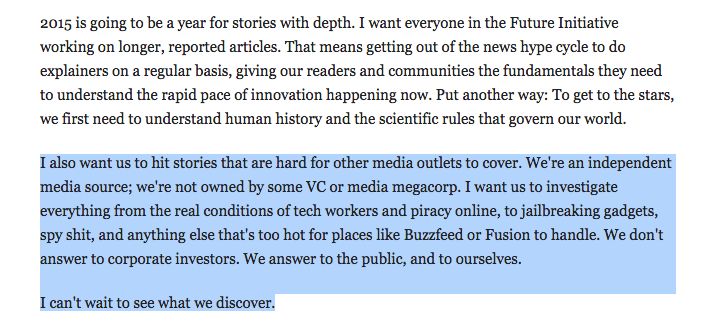 2015 is going to be a year for stories with depth. I want everyone in the Future Initiative
working on longer, reported articles. That means getting out of the news hype cycle to do
explainers on a regular basis, giving our readers and communities the fundamentals they need
to understand the rapid pace of innovation happening now. Put another way: To get to the stars,
we first need to understand human history and the scientific rules that govern our world.
I also want us to hit stories that are hard for other media outlets to cover. We're an independent
media source; we're not owned by some VC or media megacorp. I want us to investigate
everything from the real conditions of tech workers and piracy online, to jailbreaking gadgets,
spy shit, and anything else that's too hot for places like Buzzfeed or Fusion to handle. We don't
answer to corporate investors. We answer to the public, and to ourselves.
I can't wait to see what we discover.